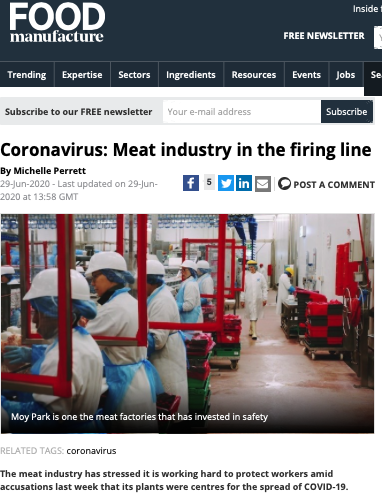 FOOD
manufacture
Inside
FREE NEWSLETTER
Trending Expertise Sectors Ingredients Resources Events Jobs
Subscribe to our FREE newsletter Your e-mail address Subscribe
Coronavirus: Meat industry in the firing line
By Michelle Perrett
29-Jun-2020 - Last updated on 29-Jun-
2020 at 13:58 GMT
5
POST A COMMENT
Moy Park is one the meat factories that has invested in safety
RELATED TAGS: coronavirus
The meat industry has stressed it is working hard to protect workers amid
accusations last week that its plants were centres for the spread of COVID-19.